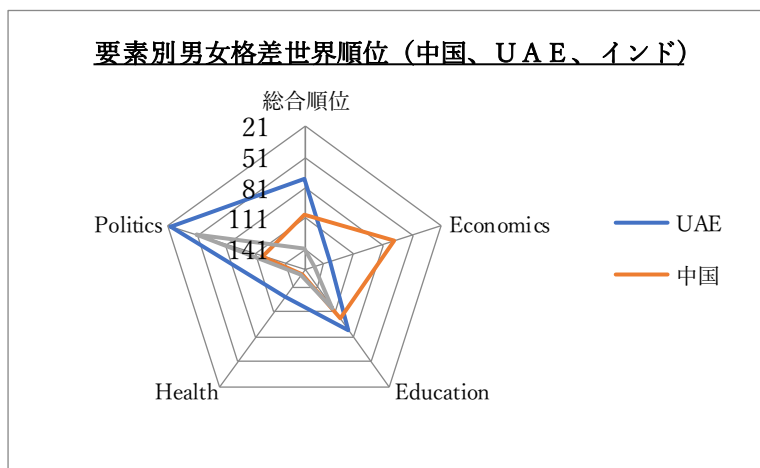 要素別男女格差世界順位（中国、ＵＡＥ、インド）
総合順位
21
51
81
111
141
Politics
Economics
Health
Education
UAE
中国